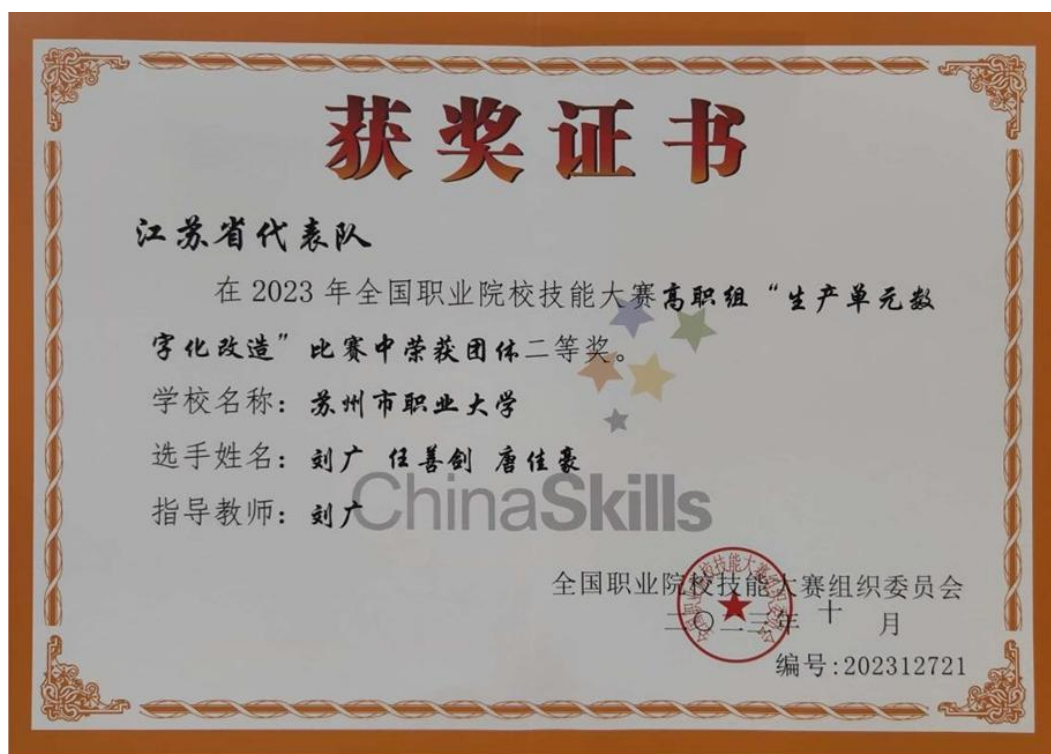 获奖证书
江苏省代表队
在 2023 年全国职业院校技能大赛高职组“生产单元数
字化改造”比赛中荣获团体二等奖。
学校名称：苏州市职业大学
选手姓名：刘广 任善剑 唐佳豪
指导教师：刘广
ChinaSkills
全国职业院校技能大赛组织委员会
二〇二三年 十 月
编号:202312721